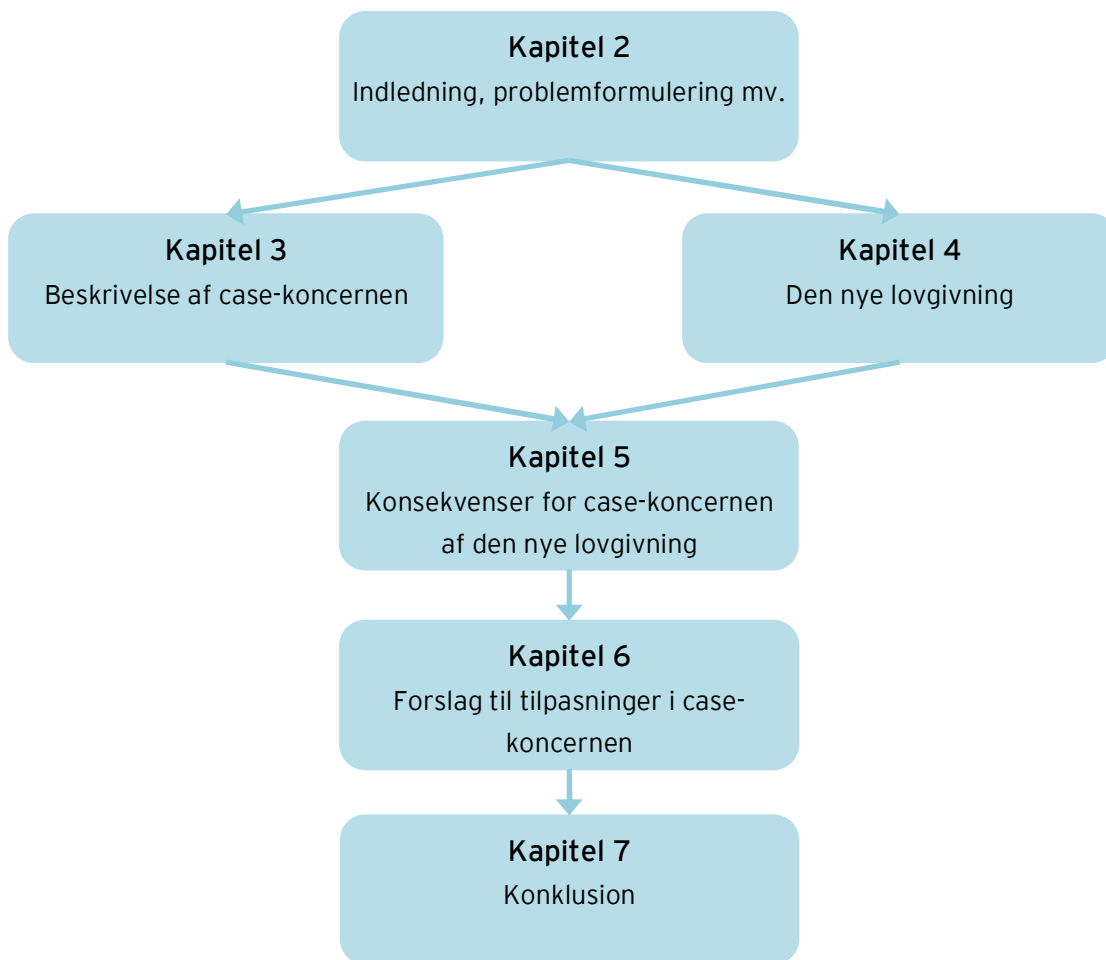 Kapitel 2
Indledning, problemformulering mv.
Kapitel 3
Beskrivelse af case-koncernen
Kapitel 4
Den nye lovgivning
Kapitel 5
Konsekvenser for case-koncernen
af den nye lovgivning
Kapitel 6
Forslag til tilpasninger i case-
koncernen
Kapitel 7
Konklusion